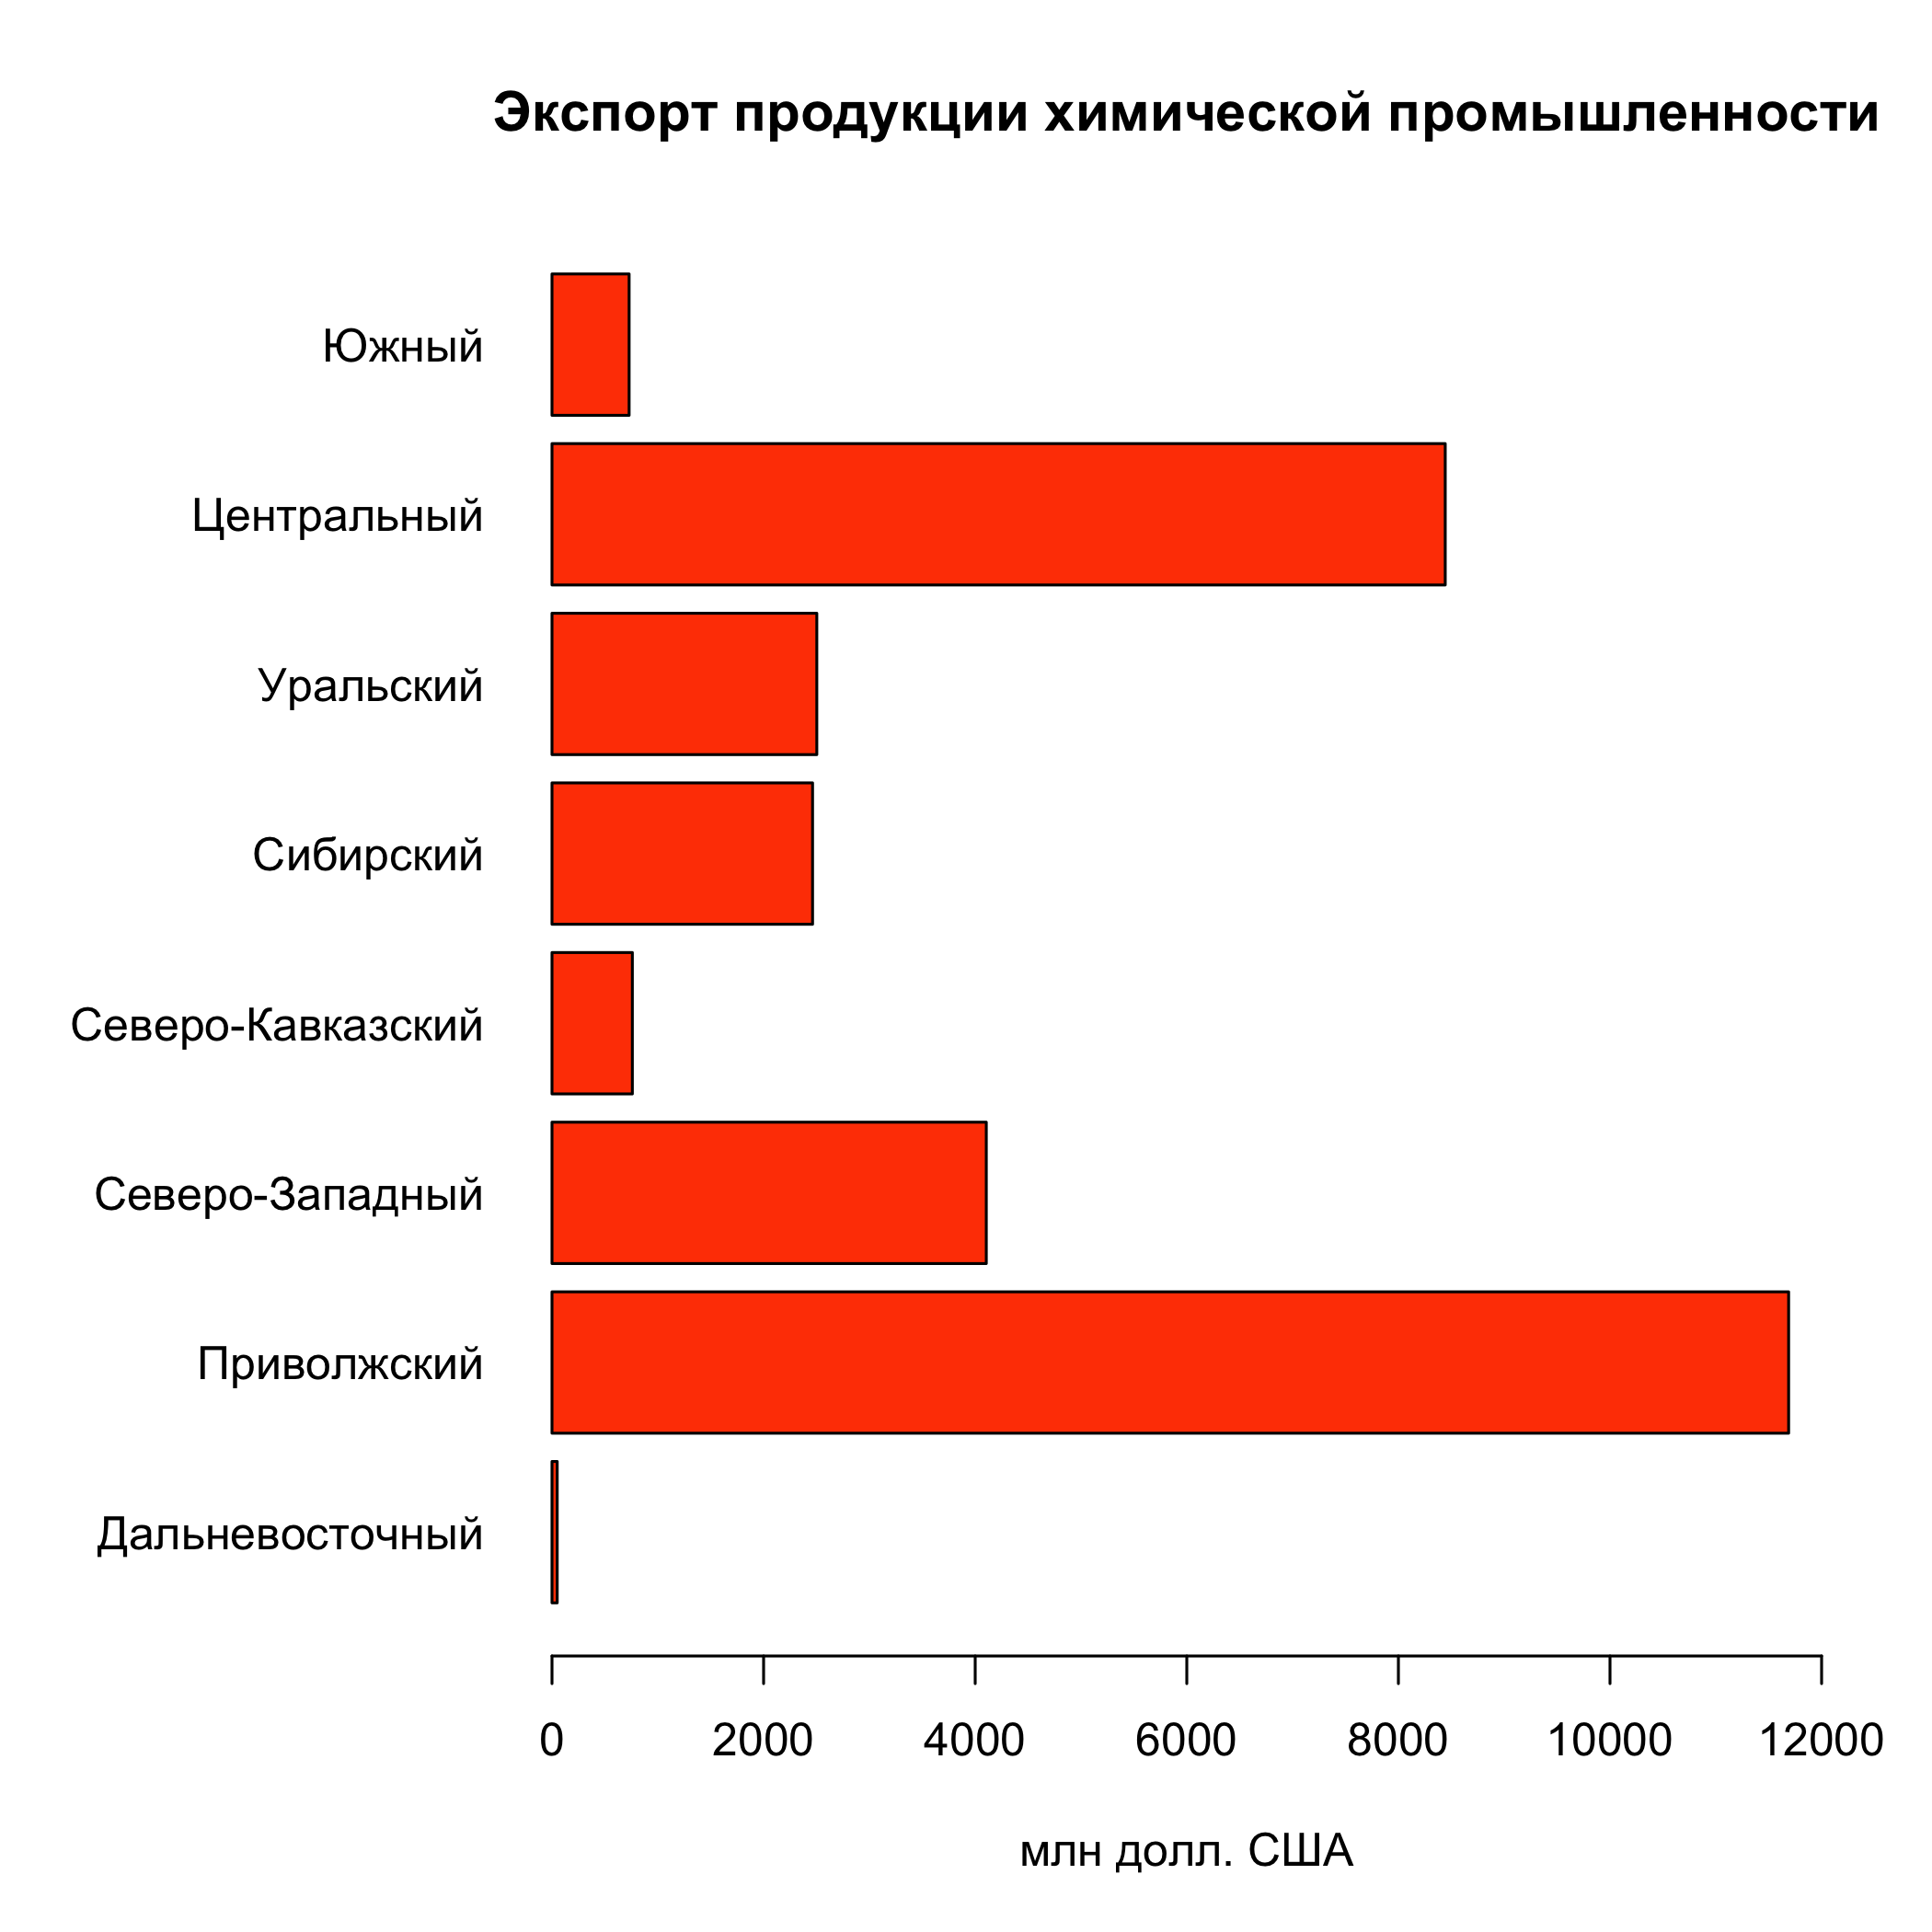 Экспорт продукции химической промышленности
Южный
Центральный
Уральский
Сибирский
Северо-Кавказский
Северо-Западный
Приволжский
Дальневосточный
0 2000 4000 6000 8000 10000 12000
млн долл. США